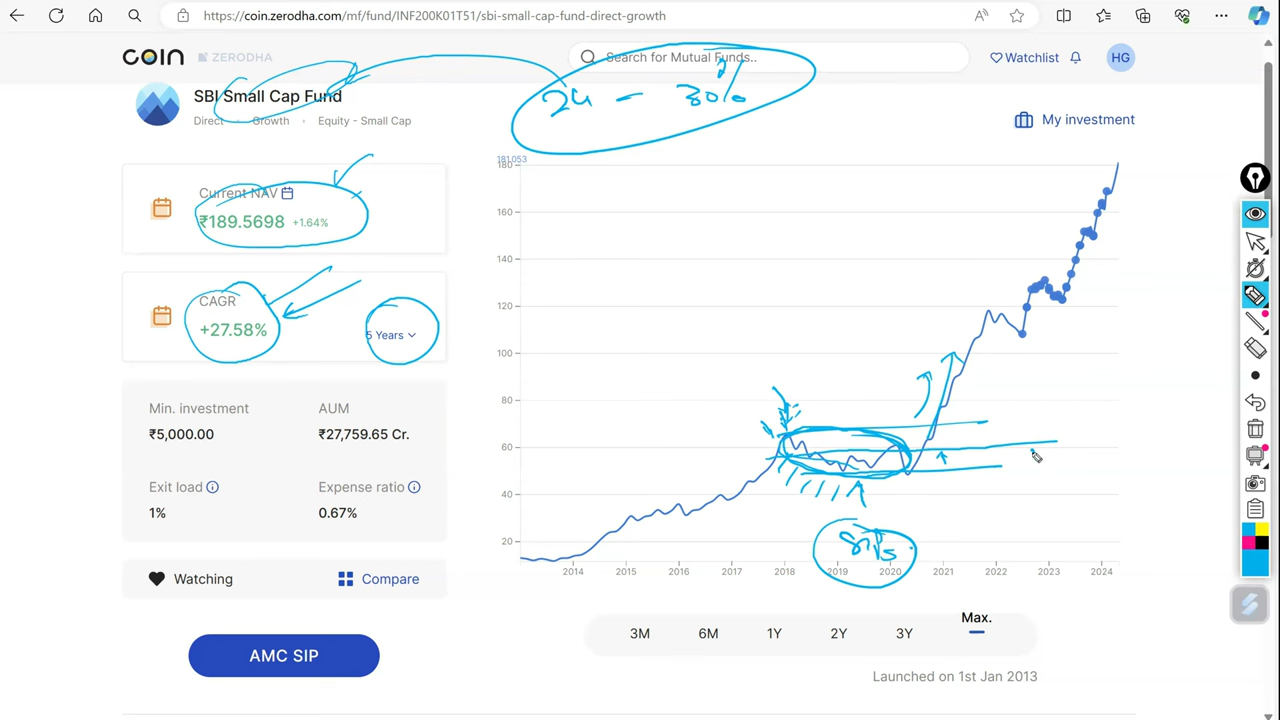 https://coin.zerodha.com/mf/fund/INF200K01T51/sbi-small-cap-fund-direct-growth
coin ZERODHA
Search for Mutual Funds..
Watchlist
HG
24 - 30%
SBI Small Cap Fund
Direct Growth Equity - Small Cap
My investment
Current NAV
₹189.5698 +1.64%
CAGR
+27.58%
5 Years
Min. investment
₹5,000.00
AUM
₹27,759.65 Cr.
Exit load
1%
Expense ratio
0.67%
Watching
Compare
AMC SIP
181.053
180
160
140
120
100
80
60
40
20
SIPs
2014 2015 2016 2017 2018 2019 2020 2021 2022 2023 2024
3M 6M 1Y 2Y 3Y Max.
Launched on 1st Jan 2013